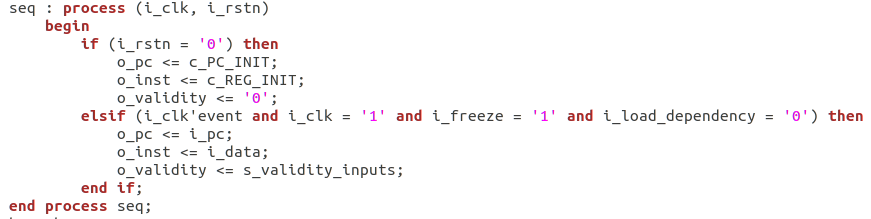 seq : process (i_clk, i_rstn)
    begin
        if (i_rstn = '0') then
            o_pc <= c_PC_INIT;
            o_inst <= c_REG_INIT;
            o_validity <= '0';
        elsif (i_clk'event and i_clk = '1' and i_freeze = '1' and i_load_dependency = '0') then
            o_pc <= i_pc;
            o_inst <= i_data;
            o_validity <= s_validity_inputs;
        end if;
end process seq;